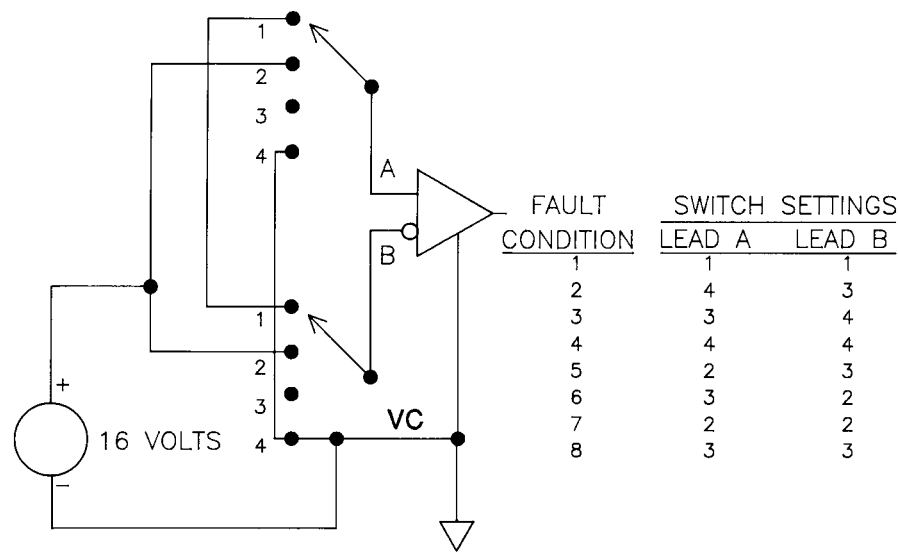 1
2
3
4
A
B
1
2
3
4
VC
+
16 VOLTS
−
FAULT SWITCH SETTINGS
CONDITION LEAD A LEAD B
1 1 1
2 4 3
3 3 4
4 4 4
5 2 3
6 3 2
7 2 2
8 3 3